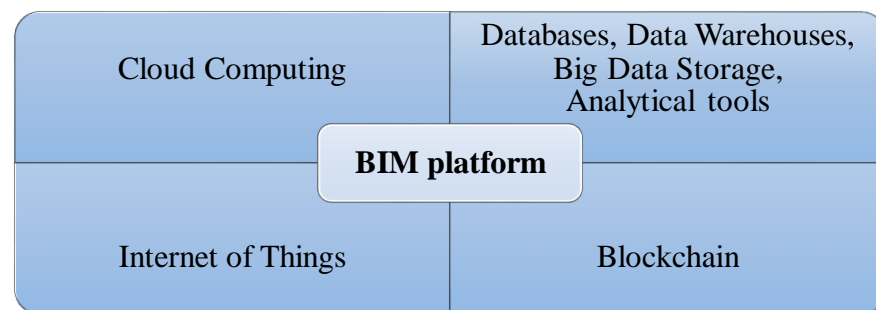 Cloud Computing
Databases, Data Warehouses,
Big Data Storage,
Analytical tools
BIM platform
Internet of Things
Blockchain